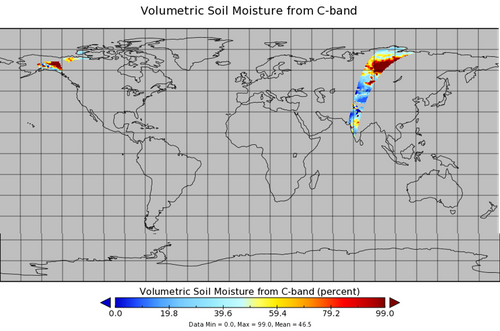 Volumetric Soil Moisture from C-band
Volumetric Soil Moisture from C-band (percent)
0.0 19.8 39.6 59.4 79.2 99.0
Data Min = 0.0, Max = 99.0, Mean = 46.5